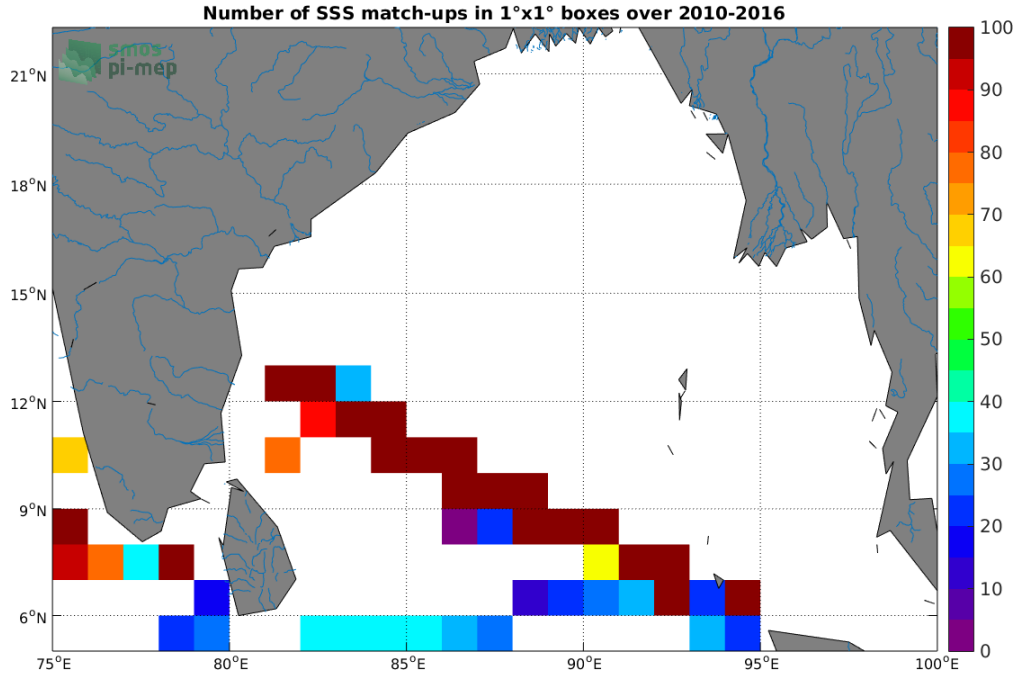 Number of SSS match-ups in 1°x1° boxes over 2010-2016
smos
pi-mep
21°N
18°N
15°N
12°N
9°N
6°N
75°E
80°E
85°E
90°E
95°E
100°E
100
90
80
70
60
50
40
30
20
10
0